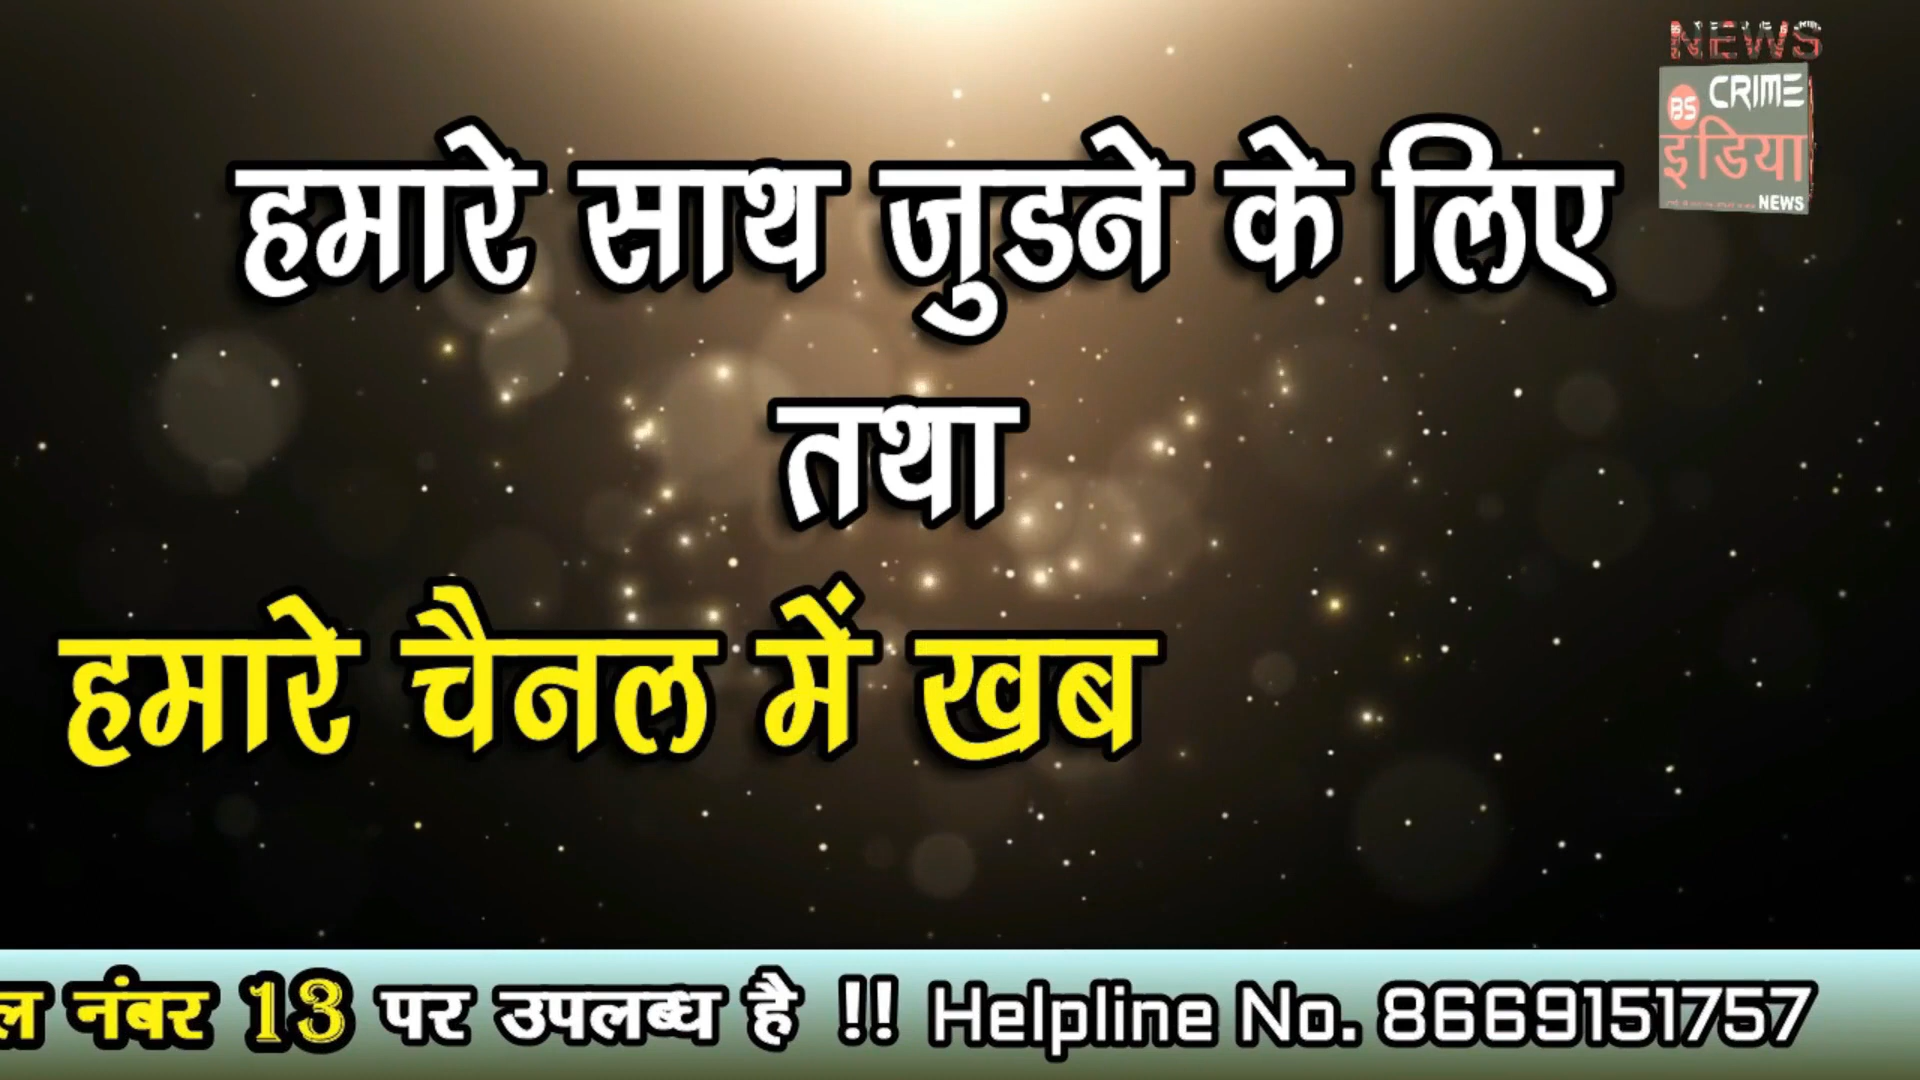 NEWS
BS CRIME
इंडिया
NEWS
हमारे साथ जुडने के लिए
तथा
हमारे चैनल में खब
ल नंबर 13 पर उपलब्ध है !! Helpline No. 8669151757